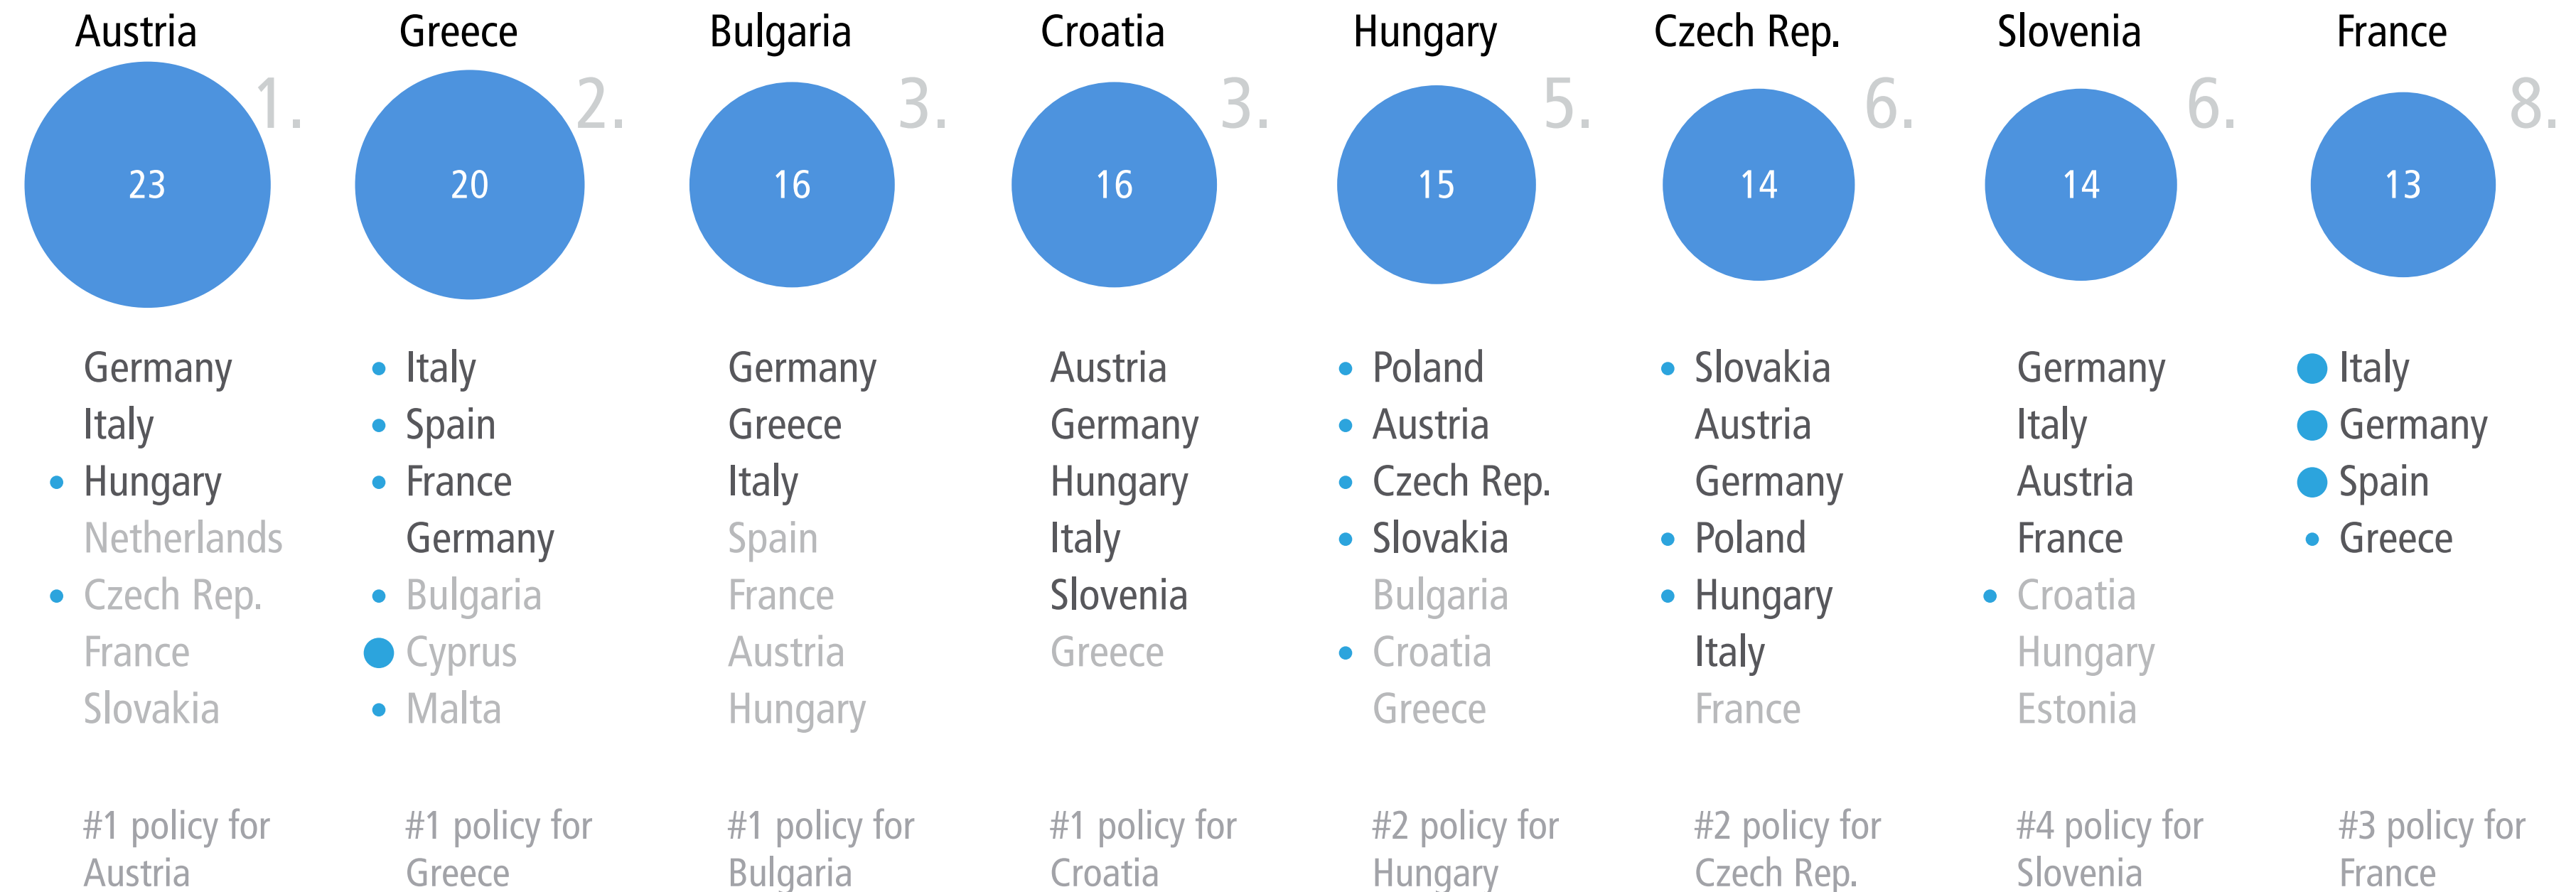 Austria
1.
23
Germany
Italy
Hungary
Netherlands
Czech Rep.
France
Slovakia
#1 policy for
Austria
Greece
2.
20
Italy
Spain
France
Germany
Bulgaria
Cyprus
Malta
#1 policy for
Greece
Bulgaria
3.
16
Germany
Greece
Italy
Spain
France
Austria
Hungary
#1 policy for
Bulgaria
Croatia
3.
16
Austria
Germany
Hungary
Italy
Slovenia
Greece
#1 policy for
Croatia
Hungary
5.
15
Poland
Austria
Czech Rep.
Slovakia
Bulgaria
Croatia
Greece
#2 policy for
Hungary
Czech Rep.
6.
14
Slovakia
Austria
Germany
Poland
Hungary
Italy
France
#2 policy for
Czech Rep.
Slovenia
6.
14
Germany
Italy
Austria
France
Croatia
Hungary
Estonia
#4 policy for
Slovenia
France
8.
13
Italy
Germany
Spain
Greece
#3 policy for
France